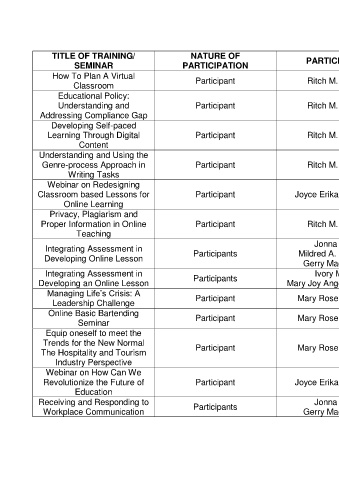 TITLE OF TRAINING/
SEMINAR
NATURE OF
PARTICIPATION
How To Plan A Virtual
Classroom
Participant
Ritch M.
Educational Policy:
Understanding and
Addressing Compliance Gap
Participant
Ritch M.
Developing Self-paced
Learning Through Digital
Content
Participant
Ritch M.
Understanding and Using the
Genre-process Approach in
Writing Tasks
Participant
Ritch M.
Webinar on Redesigning
Classroom based Lessons for
Online Learning
Participant
Joyce Erika
Privacy, Plagiarism and
Proper Information in Online
Teaching
Participant
Ritch M.
Integrating Assessment in
Developing Online Lesson
Participants
Jonna
Mildred A.
Gerry Ma
Integrating Assessment in
Developing an Online Lesson
Participants
Ivory
Mary Joy Ang
Managing Life's Crisis: A
Leadership Challenge
Participant
Mary Rose
Online Basic Bartending
Seminar
Participant
Mary Rose
Equip oneself to meet the
Trends for the New Normal
The Hospitality and Tourism
Industry Perspective
Participant
Mary Rose
Webinar on How Can We
Revolutionize the Future of
Education
Participant
Joyce Erika
Receiving and Responding to
Workplace Communication
Participants
Jonna
Gerry Ma